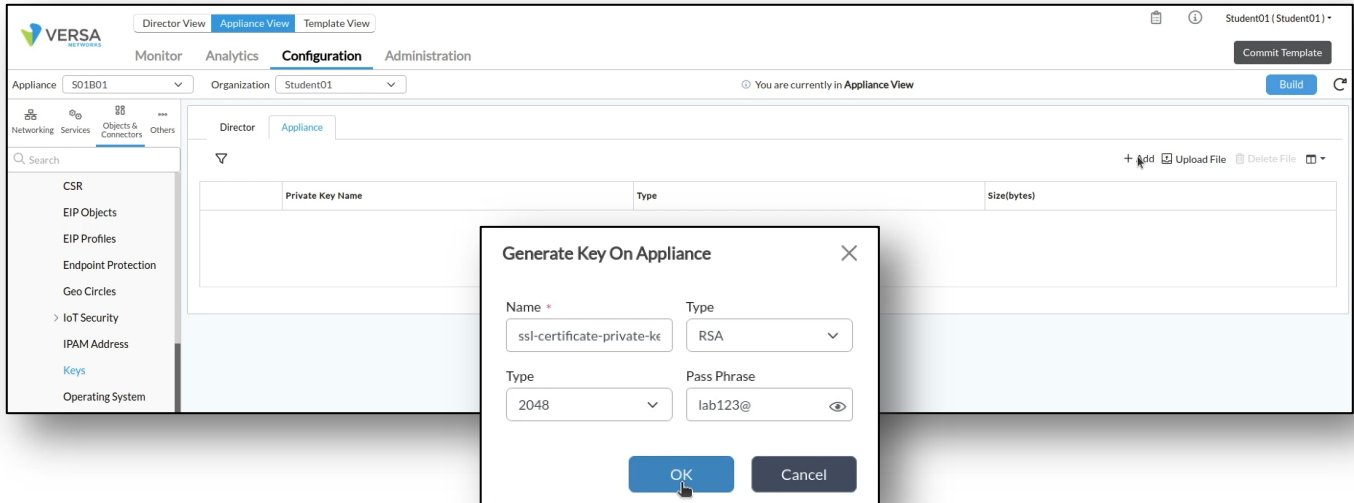 VERSA
NETWORKS
Director View Appliance View Template View
Student01 ( Student01 )
Monitor Analytics Configuration Administration
Commit Template
Appliance S01B01 Organization Student01 You are currently in Appliance View Build
Networking Services Objects & Connectors Others
Director Appliance
Search
+ Add Upload File Delete File
Private Key Name Type Size(bytes)
CSR
EIP Objects
EIP Profiles
Endpoint Protection
Geo Circles
> IoT Security
IPAM Address
Keys
Operating System
Generate Key On Appliance
Name * Type
ssl-certificate-private-ke RSA
Type Pass Phrase
2048 lab123@
OK Cancel